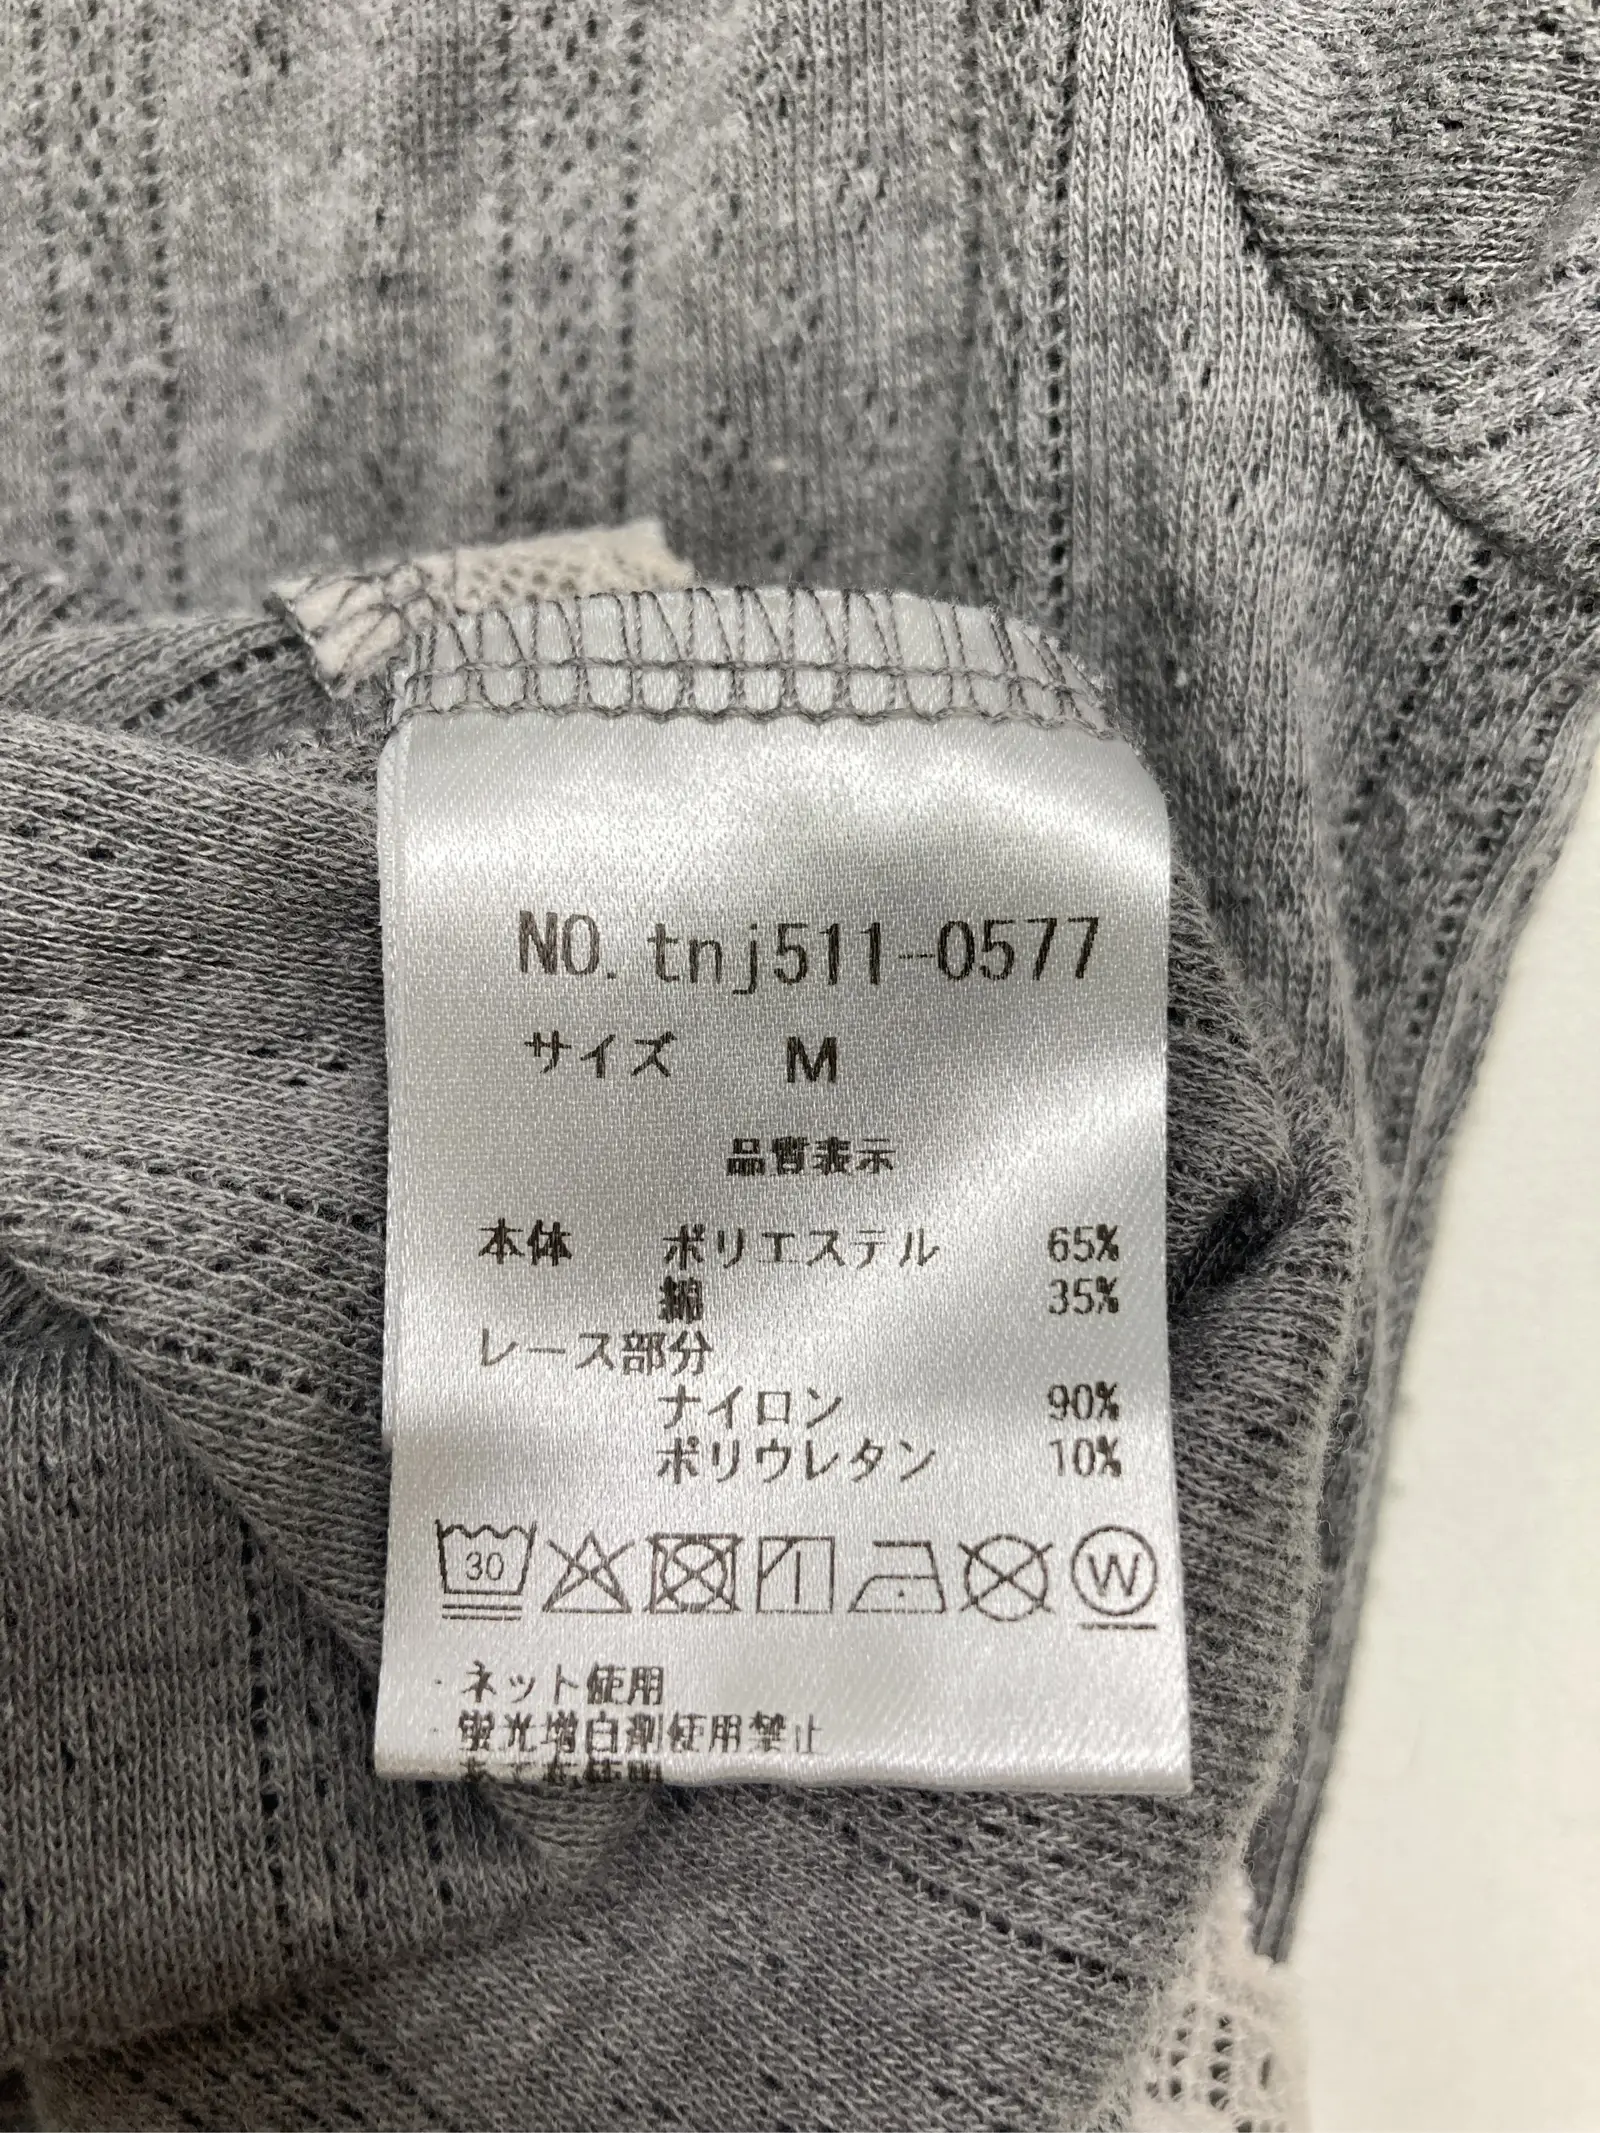 NO. tnj511-0577
サイズ M
品質表示
本体 ポリエステル 65%
綿 35%
レース部分
ナイロン 90%
ポリウレタン 10%
30
W
・ネット使用
・蛍光増白剤使用禁止